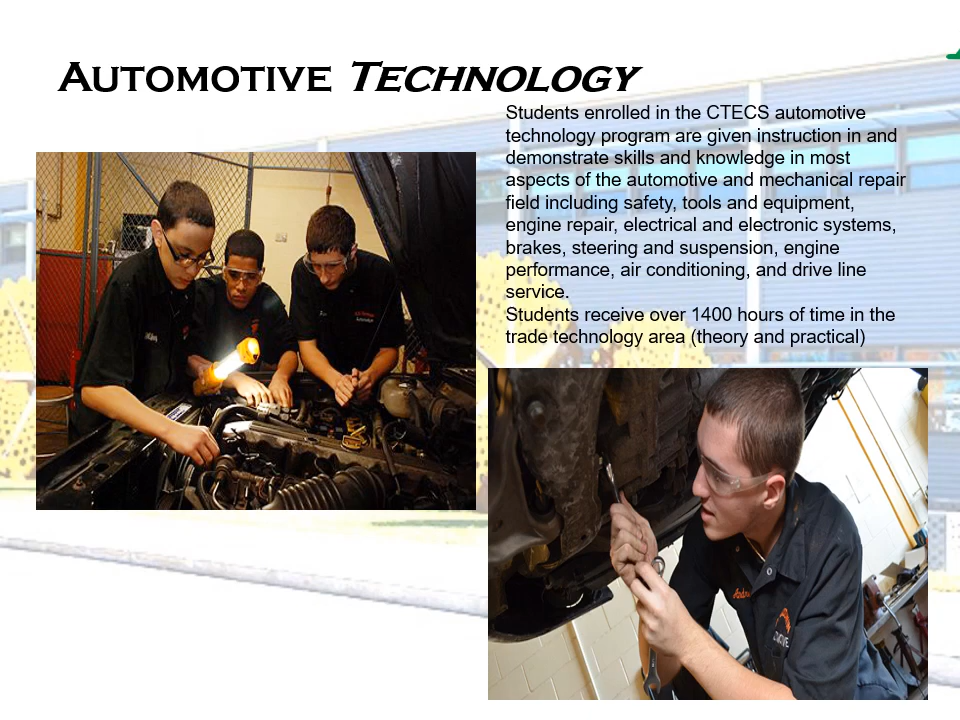 Automotive Technology
Students enrolled in the CTECS automotive
technology program are given instruction in and
demonstrate skills and knowledge in most
aspects of the automotive and mechanical repair
field including safety, tools and equipment,
engine repair, electrical and electronic systems,
brakes, steering and suspension, engine
performance, air conditioning, and drive line
service.
Students receive over 1400 hours of time in the
trade technology area (theory and practical)